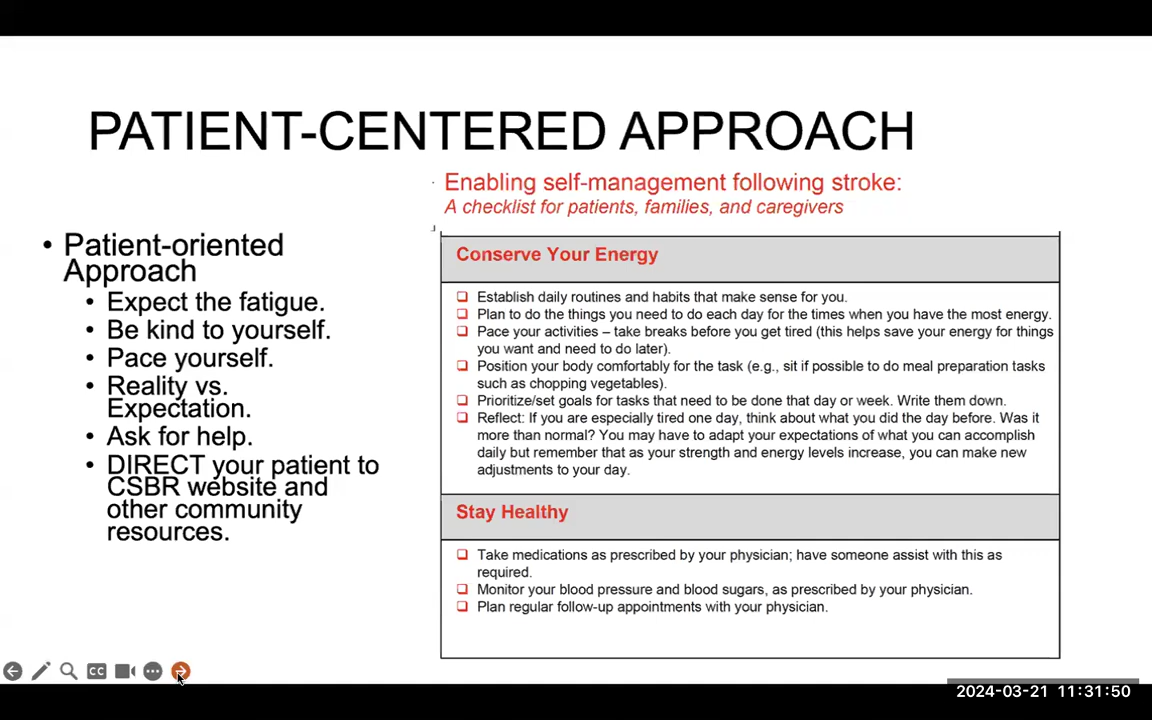 PATIENT-CENTERED APPROACH
• Patient-oriented
Approach
• Expect the fatigue.
• Be kind to yourself.
• Pace yourself.
• Reality vs.
Expectation.
• Ask for help.
• DIRECT your patient to
CSBR website and
other community
resources.
Enabling self-management following stroke:
A checklist for patients, families, and caregivers
Conserve Your Energy
❑ Establish daily routines and habits that make sense for you.
❑ Plan to do the things you need to do each day for the times when you have the most energy.
❑ Pace your activities – take breaks before you get tired (this helps save your energy for things
you want and need to do later).
❑ Position your body comfortably for the task (e.g., sit if possible to do meal preparation tasks
such as chopping vegetables).
❑ Prioritize/set goals for tasks that need to be done that day or week. Write them down.
❑ Reflect: If you are especially tired one day, think about what you did the day before. Was it
more than normal? You may have to adapt your expectations of what you can accomplish
daily but remember that as your strength and energy levels increase, you can make new
adjustments to your day.
Stay Healthy
❑ Take medications as prescribed by your physician; have someone assist with this as
required.
❑ Monitor your blood pressure and blood sugars, as prescribed by your physician.
❑ Plan regular follow-up appointments with your physician.
CC
2024-03-21 11:31:50